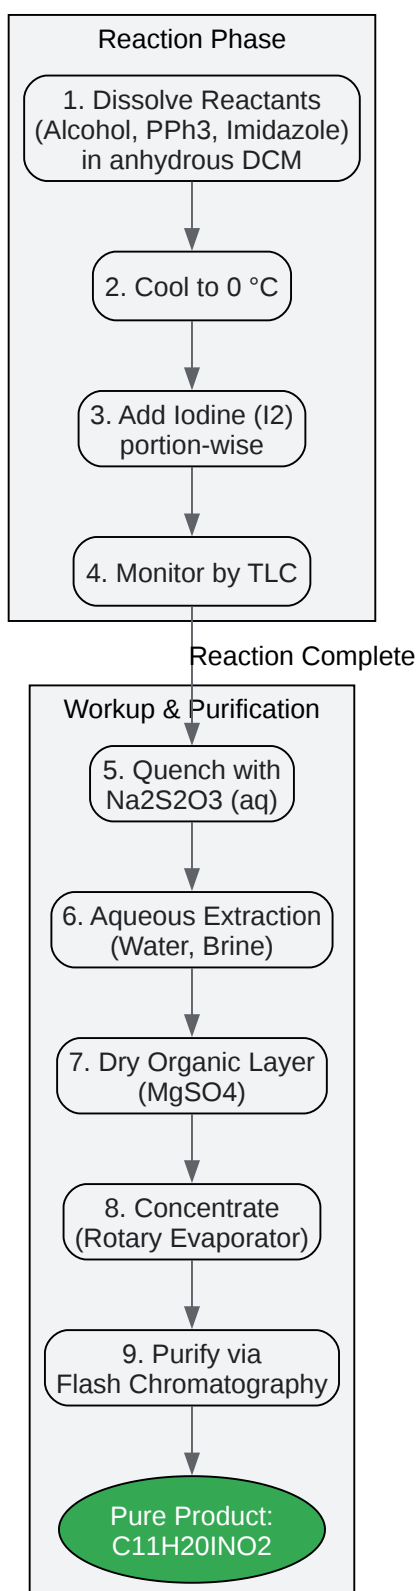 Reaction Phase
1. Dissolve Reactants
(Alcohol, PPh3, Imidazole)
in anhydrous DCM
2. Cool to 0 °C
3. Add Iodine (I2)
portion-wise
4. Monitor by TLC
Reaction Complete
Workup & Purification
5. Quench with
Na2S2O3 (aq)
6. Aqueous Extraction
(Water, Brine)
7. Dry Organic Layer
(MgSO4)
8. Concentrate
(Rotary Evaporator)
9. Purify via
Flash Chromatography
Pure Product:
C11H20INO2